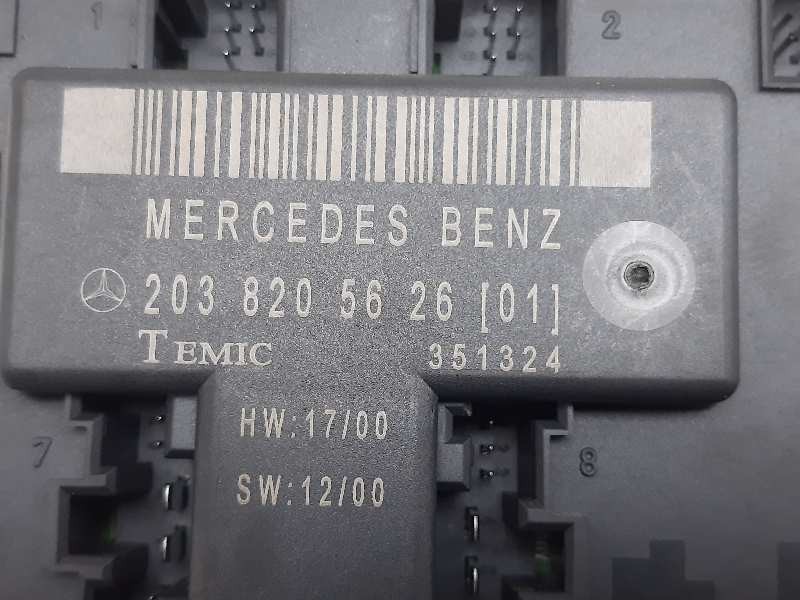 1 2
MERCEDES BENZ
203 820 56 26 [01]
TEMIC 351324
HW:17/00
7 8
SW:12/00